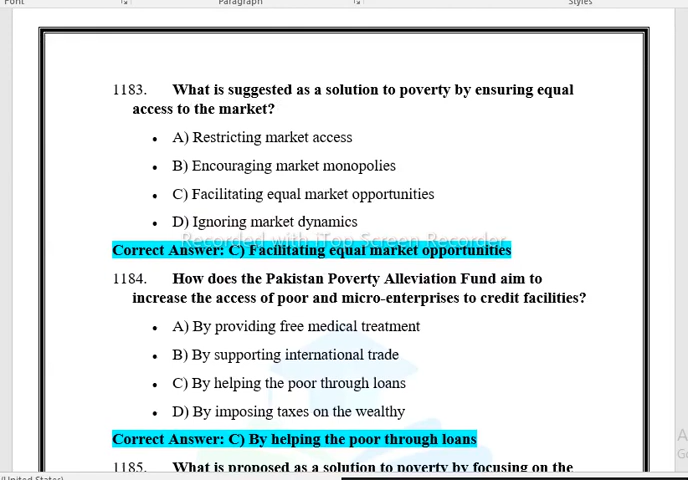 Font
Paragraph
Styles
1183. What is suggested as a solution to poverty by ensuring equal
access to the market?
• A) Restricting market access
• B) Encouraging market monopolies
• C) Facilitating equal market opportunities
• D) Ignoring market dynamics
Recorded with iTop Screen Recorder
Correct Answer: C) Facilitating equal market opportunities
1184. How does the Pakistan Poverty Alleviation Fund aim to
increase the access of poor and micro-enterprises to credit facilities?
• A) By providing free medical treatment
• B) By supporting international trade
• C) By helping the poor through loans
• D) By imposing taxes on the wealthy
Correct Answer: C) By helping the poor through loans
1185. What is proposed as a solution to poverty by focusing on the
(United States)